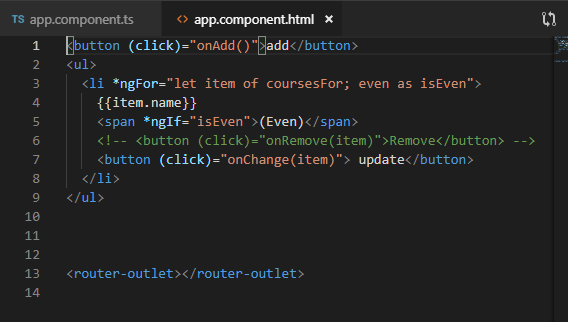 TS app.component.ts <> app.component.html ×
1 <button (click)="onAdd()">add</button>
2 <ul>
3 <li *ngFor="let item of coursesFor; even as isEven">
4 {{item.name}}
5 <span *ngIf="isEven">(Even)</span>
6 <!-- <button (click)="onRemove(item)">Remove</button> -->
7 <button (click)="onChange(item)"> update</button>
8 </li>
9 </ul>
10
11
12
13 <router-outlet></router-outlet>
14